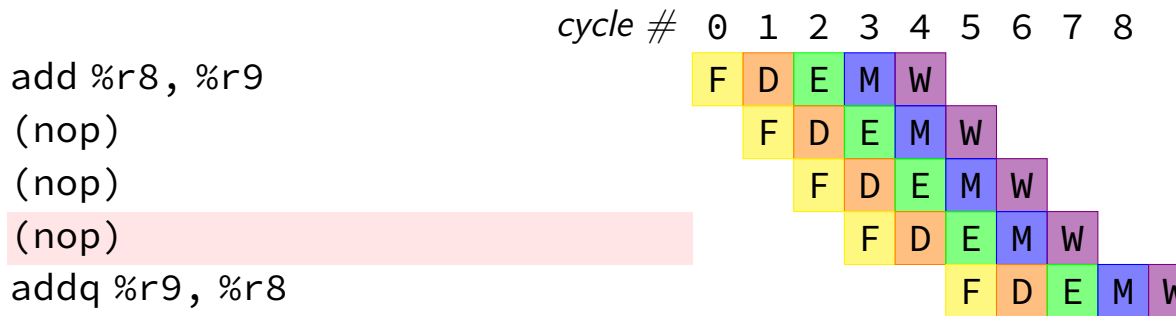 cycle # 0 1 2 3 4 5 6 7 8
add %r8, %r9 F D E M W
(nop) F D E M W
(nop) F D E M W
(nop) F D E M W
addq %r9, %r8 F D E M W